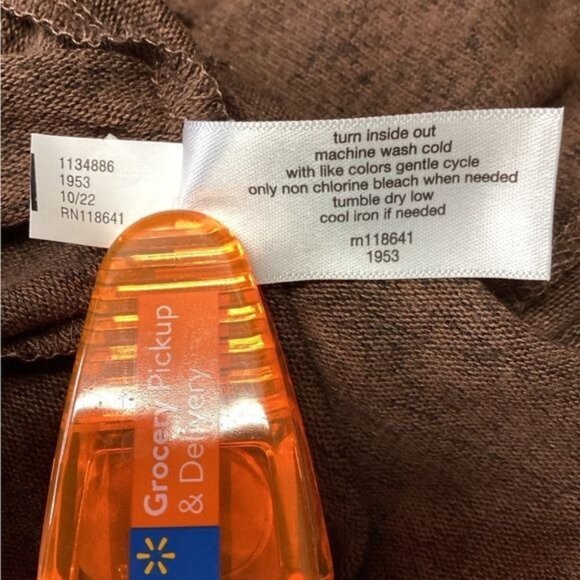 1134886
1953
10/22
RN118641
turn inside out
machine wash cold
with like colors gentle cycle
only non chlorine bleach when needed
tumble dry low
cool iron if needed
rn118641
1953
Grocery Pickup
& Delivery